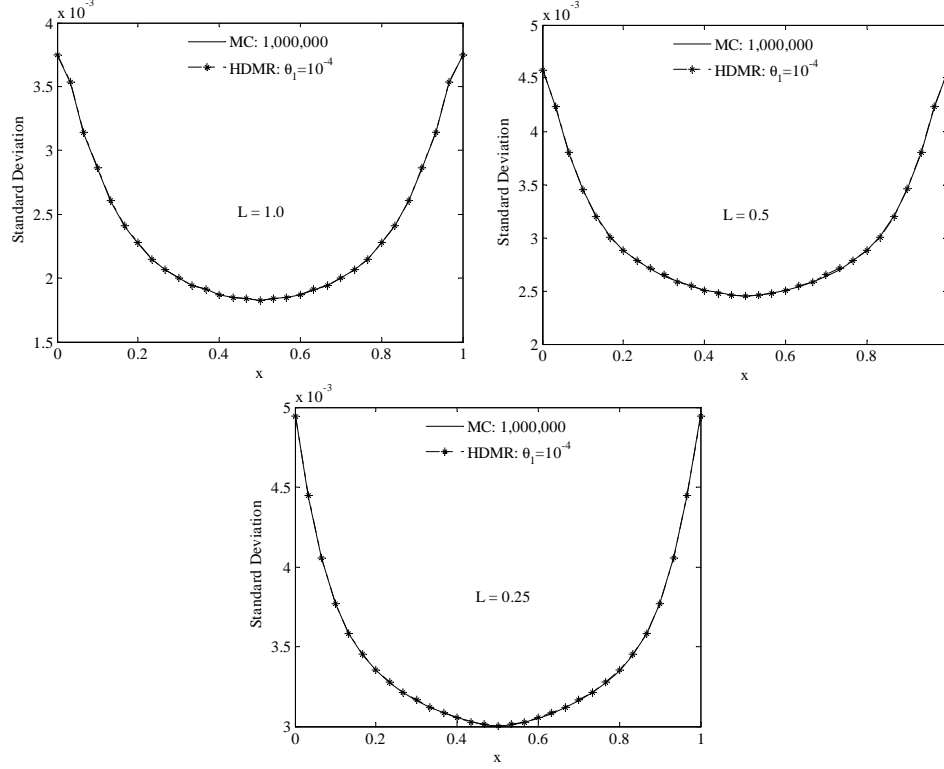 x 10⁻³
4
3.5
3
2.5
2
1.5
Standard Deviation
MC: 1,000,000
HDMR: θ₁=10⁻⁴
L = 1.0
0 0.2 0.4 0.6 0.8 1
x
x 10⁻³
5
4.5
4
3.5
3
2.5
2
Standard Deviation
MC: 1,000,000
HDMR: θ₁=10⁻⁴
L = 0.5
0 0.2 0.4 0.6 0.8
x
x 10⁻³
5
4.5
4
3.5
3
Standard Deviation
MC: 1,000,000
HDMR: θ₁=10⁻⁴
L = 0.25
0 0.2 0.4 0.6 0.8 1
x